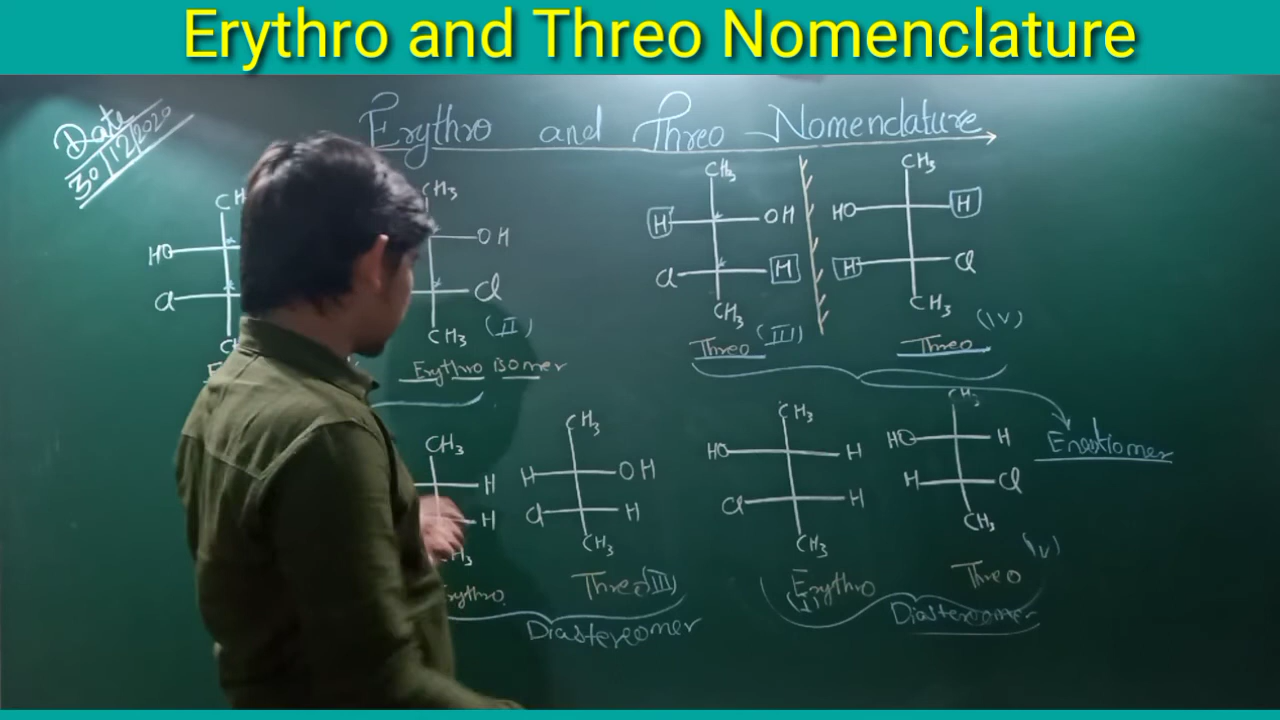 Erythro and Threo Nomenclature
Date
30/12/2020
Erythro and Threo Nomenclature
CH
HO
Cl
CH3
OH
Cl
CH3
(II)
Erythro isomer
CH3
H OH
Cl H
CH3
Threo (III)
CH3
HO H
H Cl
CH3
Threo (IV)
Enantiomer
CH3
H
H
CH3
rythro
CH3
H OH
Cl H
CH3
Threo (III)
Diastereomer
CH3
HO H
Cl H
CH3
Erythro
(I)
CH3
HO H
H Cl
CH3
Threo
Diastereomer